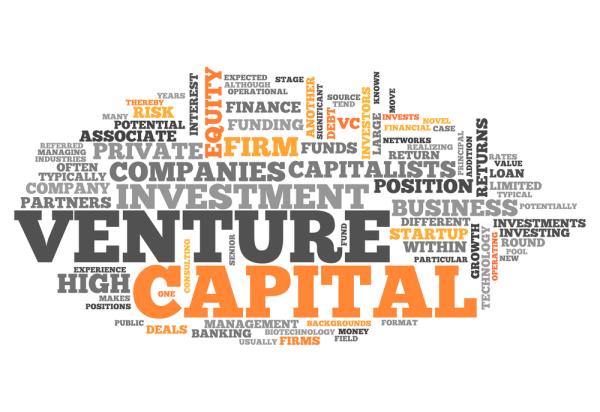 YEARS
THEREBY
MANY
RISK
POTENTIAL
ASSOCIATE
INTEREST
EQUITY
EXPECTED
ALTHOUGH
OPERATIONAL
STAGE
FINANCE
FUNDING
FIRM
FUNDS
ANOTHER
SIGNIFICANT
SOURCE
TEND
DEBT
VC
INVESTORS
LARGE
KNOWN
MOVE
INVESTS
NOVEL
FINANCIAL
CASE
NETWORKS
REALIZING
RETURN
PRINCIPAL
ADDITION
RETURNS
RATES
VALUE
LOAN
LIMITED
TYPICAL
POTENTIALLY
REFERRED
MANAGING
INDUSTRIES
OFTEN
TYPICALLY
COMPANY
PARTNERS
PRIVATE
COMPANIES
CAPITALISTS
POSITION
INVESTMENT
BUSINESS
VENTURE
CONSULTING
SENIOR
FUND
DIFFERENT
STARTUP
WITHIN
PARTICULAR
GROWTH
TECHNOLOGY
OPERATING
INVESTMENTS
INVESTING
ROUND
POOL
NEW
EXPERIENCE
HIGH
MAKES
POSITIONS
ONE
CAPITAL
PUBLIC
DEALS
MANAGEMENT
BANKING
BACKGROUNDS
FORMAT
BIOTECHNOLOGY
MONEY
USUALLY
FIRMS
FIELD